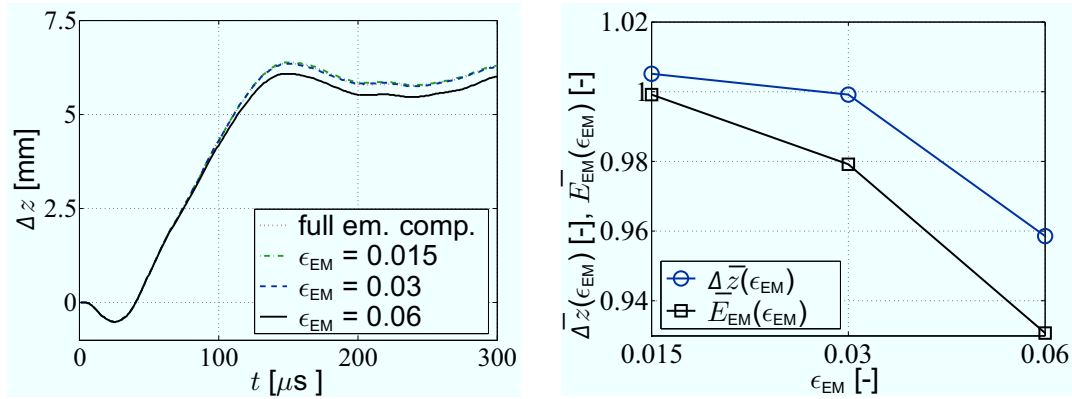 7.5
5
2.5
0
Δz [mm]
full em. comp.
ϵEM = 0.015
ϵEM = 0.03
ϵEM = 0.06
0 100 200 300
t [μs ]
1.02
1
0.98
0.96
0.94
Δz̅(ϵEM) [-], E̅EM(ϵEM) [-]
Δz̅(ϵEM)
E̅EM(ϵEM)
0.015 0.03 0.06
ϵEM [-]